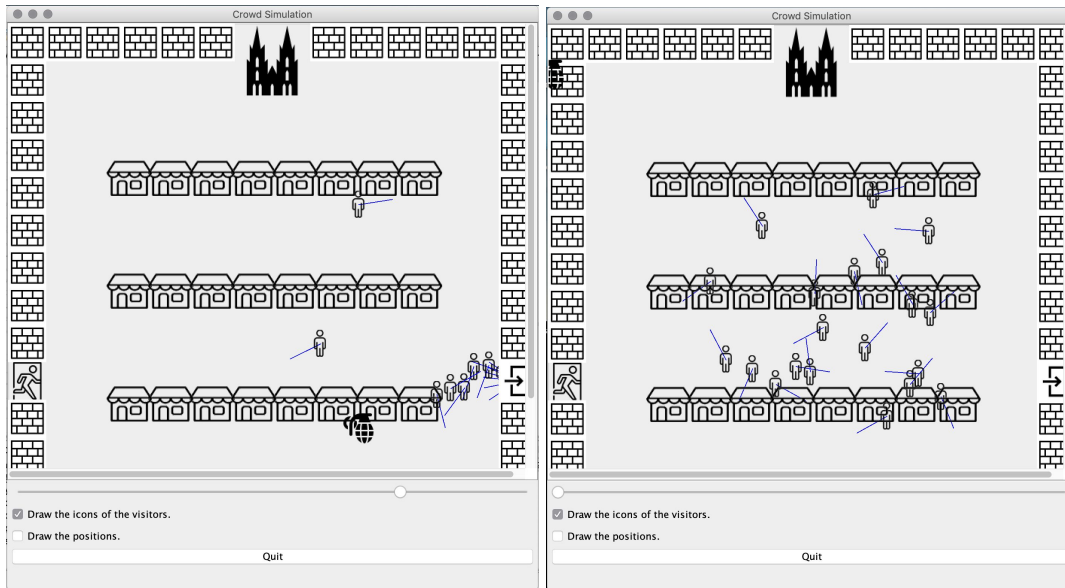 Crowd Simulation
Draw the icons of the visitors.
Draw the positions.
Quit
Crowd Simulation
Draw the icons of the visitors.
Draw the positions.
Quit